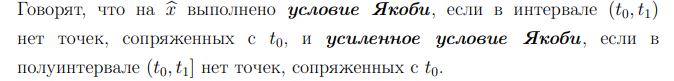 Говорят, что на x̂ выполнено условие Якоби, если в интервале (t₀, t₁)
нет точек, сопряженных с t₀, и усиленное условие Якоби, если в
полуинтервале (t₀, t₁] нет точек, сопряженных с t₀.